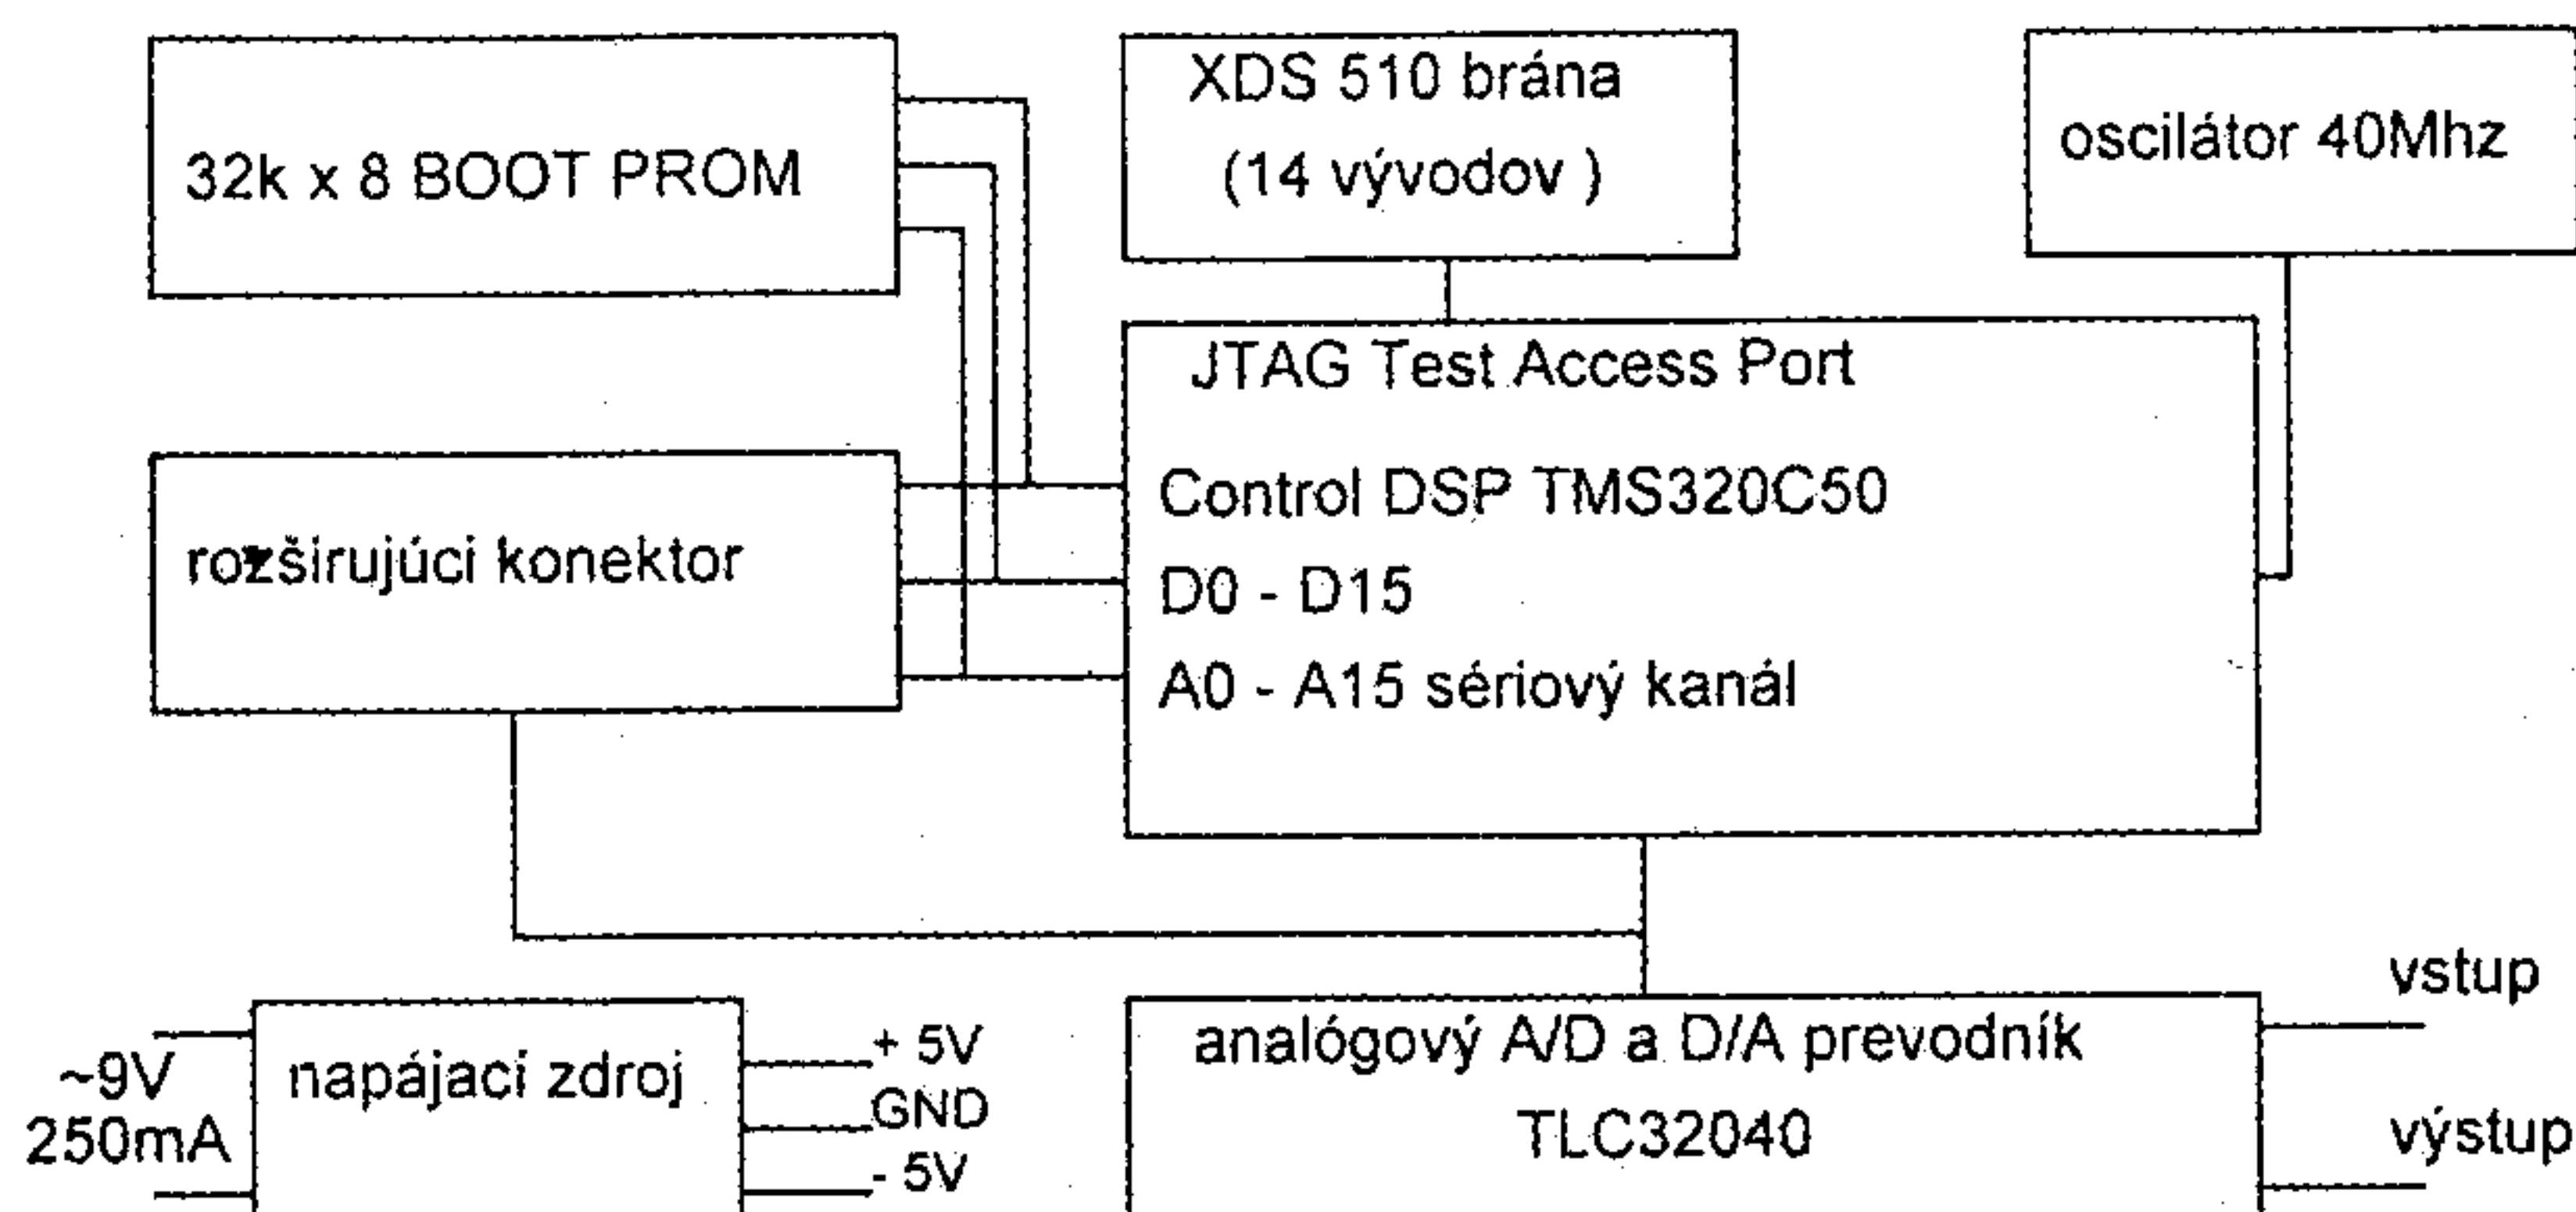 32k x 8 BOOT PROM
XDS 510 brána
(14 vývodov )
oscilátor 40Mhz
JTAG Test Access Port
Control DSP TMS320C50
D0 - D15
A0 - A15 sériový kanál
rozširujúci konektor
~9V
250mA
napájací zdroj
+ 5V
GND
- 5V
analógový A/D a D/A prevodník
TLC32040
vstup
výstup